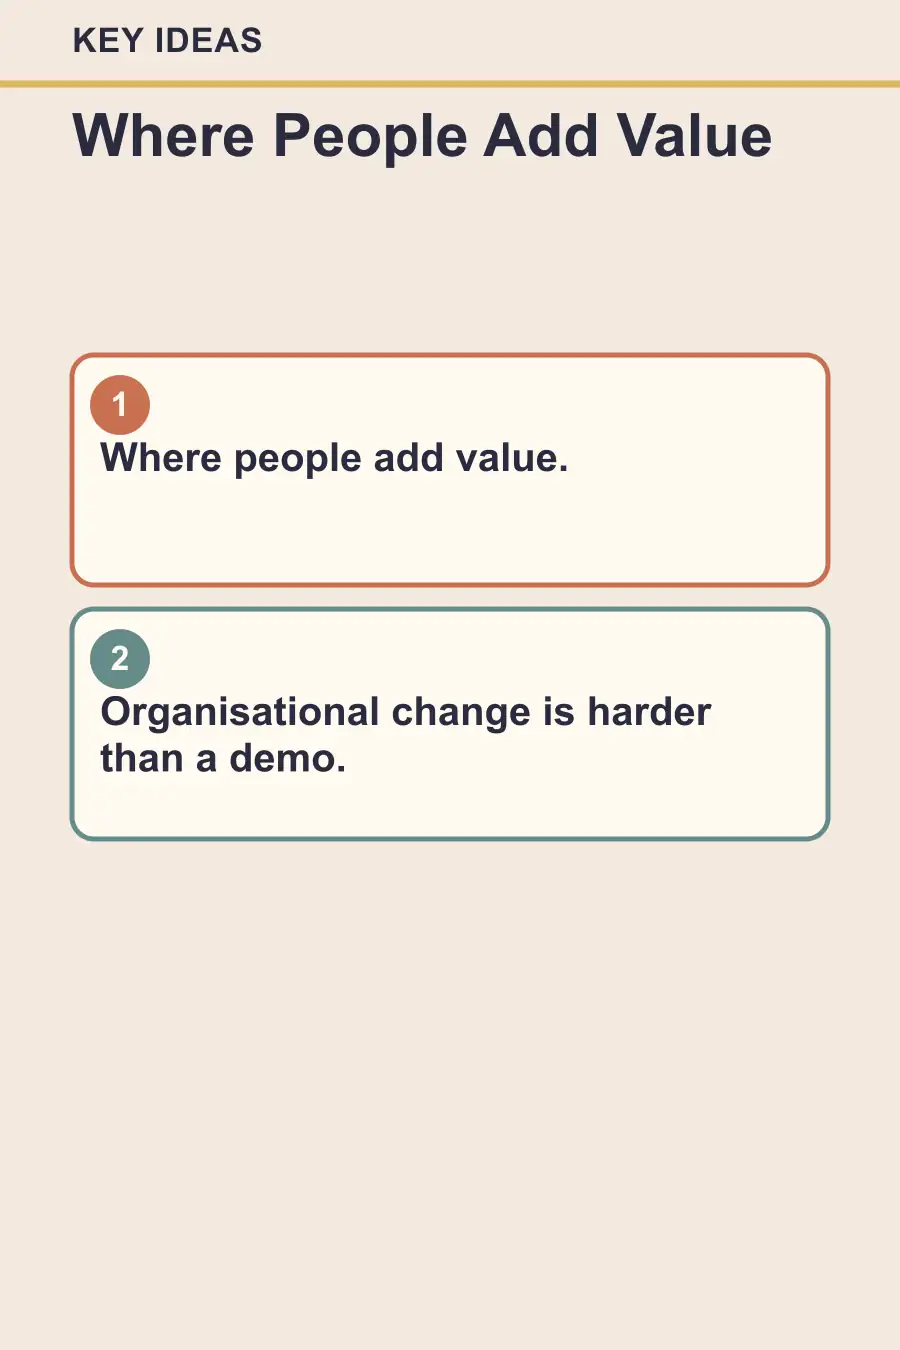 KEY IDEAS
Where People Add Value
1
Where people add value.
2
Organisational change is harder
than a demo.